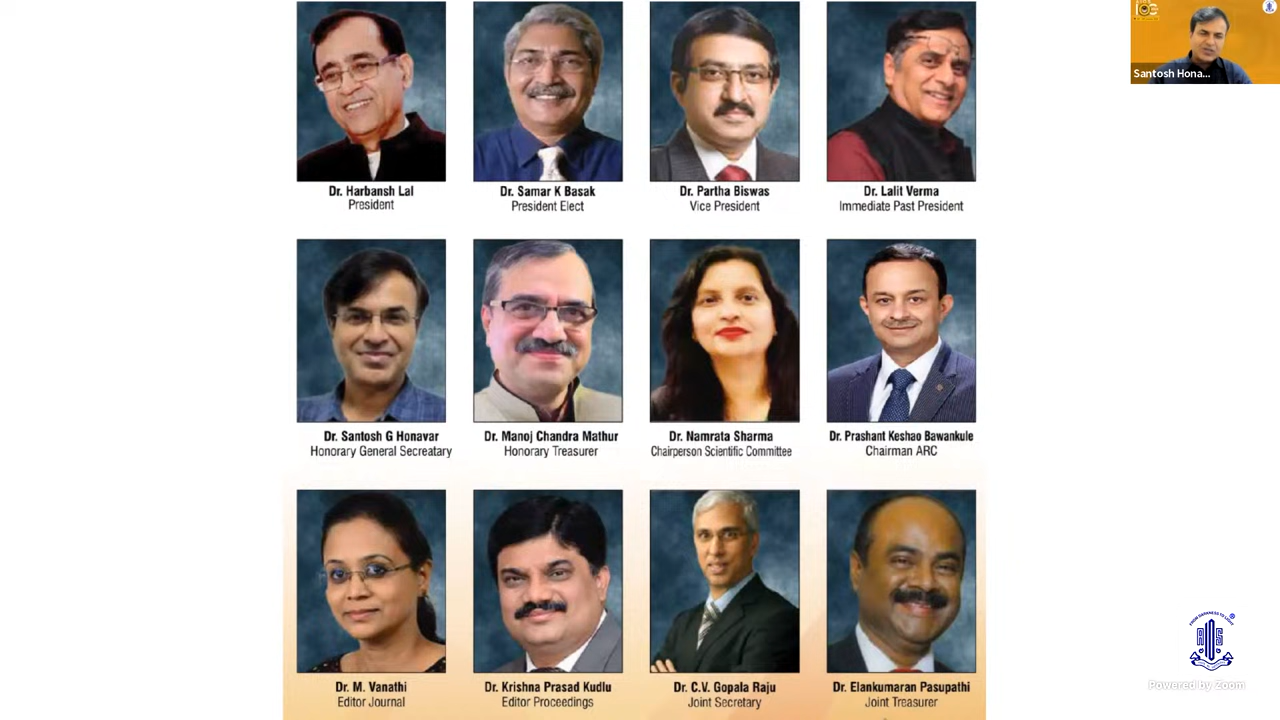 Santosh Hona...
Dr. Harbansh Lal
President
Dr. Samar K Basak
President Elect
Dr. Partha Biswas
Vice President
Dr. Lalit Verma
Immediate Past President
Dr. Santosh G Honavar
Honorary General Secreatary
Dr. Manoj Chandra Mathur
Honorary Treasurer
Dr. Namrata Sharma
Chairperson Scientific Committee
Dr. Prashant Keshao Bawankule
Chairman ARC
Dr. M. Vanathi
Editor Journal
Dr. Krishna Prasad Kudlu
Editor Proceedings
Dr. C.V. Gopala Raju
Joint Secretary
Dr. Elankumaran Pasupathi
Joint Treasurer
Powered by Zoom